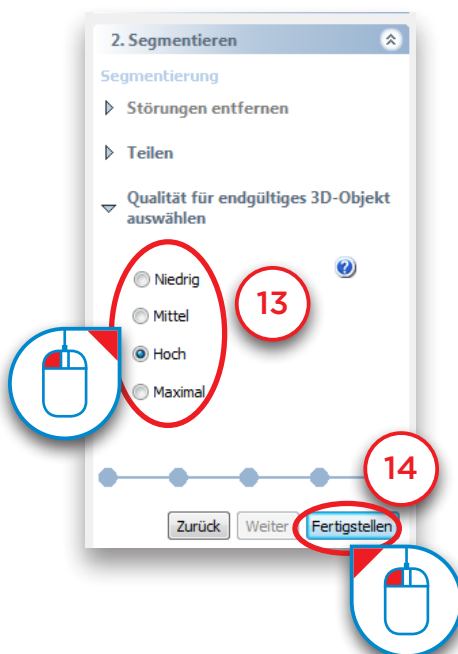 2. Segmentieren
Segmentierung
Störungen entfernen
Teilen
Qualität für endgültiges 3D-Objekt
auswählen
Niedrig
13
Mittel
Hoch
Maximal
14
Zurück Weiter Fertigstellen